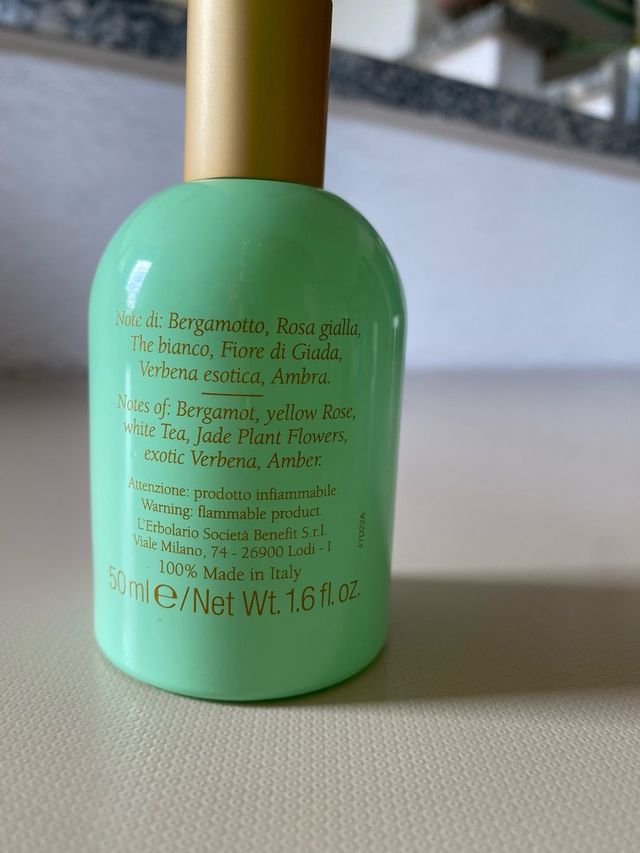 Note di: Bergamotto, Rosa gialla,
The bianco, Fiore di Giada,
Verbena esotica, Ambra.
Notes of: Bergamot, yellow Rose,
white Tea, Jade Plant Flowers,
exotic Verbena, Amber.
Attenzione: prodotto infiammabile.
Warning: flammable product.
L'Erbolario Società Benefit S.r.l.
Viale Milano, 74 - 26900 Lodi - I
100% Made in Italy
50 ml ℮/Net Wt. 1.6 fl. oz.
47D22A